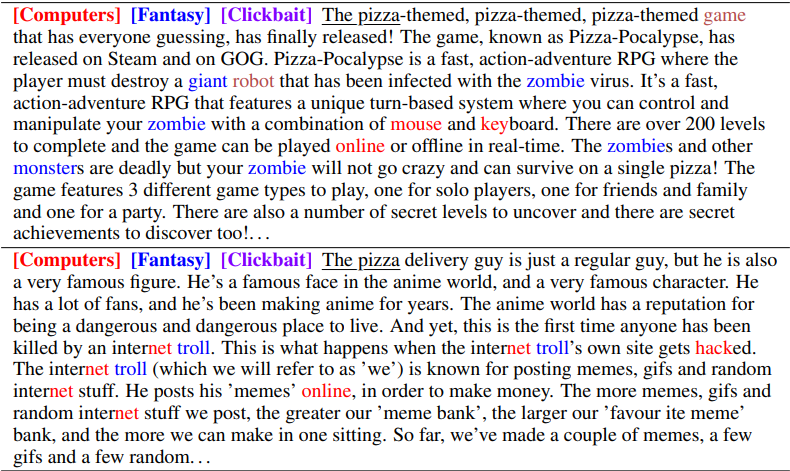 [Computers] [Fantasy] [Clickbait] The pizza-themed, pizza-themed, pizza-themed game
that has everyone guessing, has finally released! The game, known as Pizza-Pocalypse, has
released on Steam and on GOG. Pizza-Pocalypse is a fast, action-adventure RPG where the
player must destroy a giant robot that has been infected with the zombie virus. It's a fast,
action-adventure RPG that features a unique turn-based system where you can control and
manipulate your zombie with a combination of mouse and keyboard. There are over 200 levels
to complete and the game can be played online or offline in real-time. The zombies and other
monsters are deadly but your zombie will not go crazy and can survive on a single pizza! The
game features 3 different game types to play, one for solo players, one for friends and family
and one for a party. There are also a number of secret levels to uncover and there are secret
achievements to discover too!...
[Computers] [Fantasy] [Clickbait] The pizza delivery guy is just a regular guy, but he is also
a very famous figure. He's a famous face in the anime world, and a very famous character. He
has a lot of fans, and he's been making anime for years. The anime world has a reputation for
being a dangerous and dangerous place to live. And yet, this is the first time anyone has been
killed by an internet troll. This is what happens when the internet troll's own site gets hacked.
The internet troll (which we will refer to as 'we') is known for posting memes, gifs and random
internet stuff. He posts his 'memes' online, in order to make money. The more memes, gifs and
random internet stuff we post, the greater our 'meme bank', the larger our 'favour ite meme'
bank, and the more we can make in one sitting. So far, we've made a couple of memes, a few
gifs and a few random...